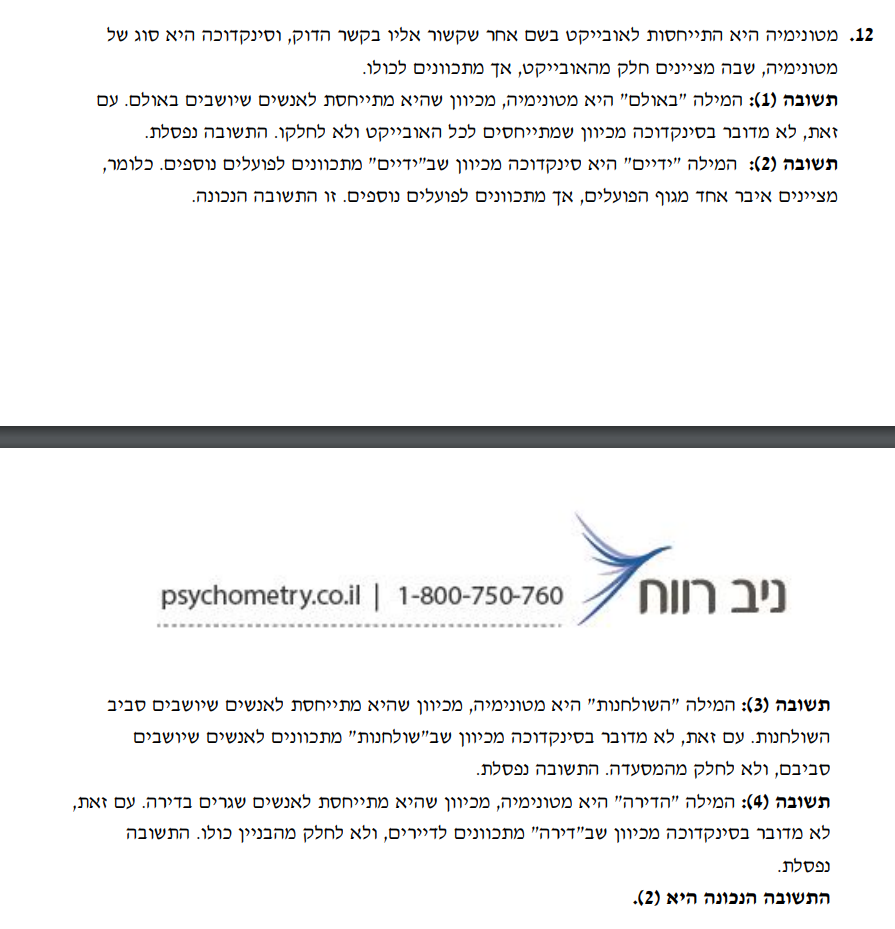 12. מטונימיה היא התייחסות לאובייקט בשם אחר שקשור אליו בקשר הדוק, וסינקדוכה היא סוג של
מטונימיה, שבה מציינים חלק מהאובייקט, אך מתכוונים לכולו.
תשובה (1): המילה "באולם" היא מטונימיה, מכיוון שהיא מתייחסת לאנשים שיושבים באולם. עם
זאת, לא מדובר בסינקדוכה מכיוון שמתייחסים לכל האובייקט ולא לחלקו. התשובה נפסלת.
תשובה (2): המילה "ידיים" היא סינקדוכה מכיוון שב"ידיים" מתכוונים לפועלים נוספים. כלומר,
מציינים איבר אחד מגוף הפועלים, אך מתכוונים לפועלים נוספים. זו התשובה הנכונה.
ניב רווח
psychometry.co.il | 1-800-750-760
תשובה (3): המילה "השולחנות" היא מטונימיה, מכיוון שהיא מתייחסת לאנשים שיושבים סביב
השולחנות. עם זאת, לא מדובר בסינקדוכה מכיוון שב"שולחנות" מתכוונים לאנשים שיושבים
סביבם, ולא לחלק מהמסעדה. התשובה נפסלת.
תשובה (4): המילה "הדירה" היא מטונימיה, מכיוון שהיא מתייחסת לאנשים שגרים בדירה. עם זאת,
לא מדובר בסינקדוכה מכיוון שב"דירה" מתכוונים לדיירים, ולא לחלק מהבניין כולו. התשובה
נפסלת.
התשובה הנכונה היא (2).